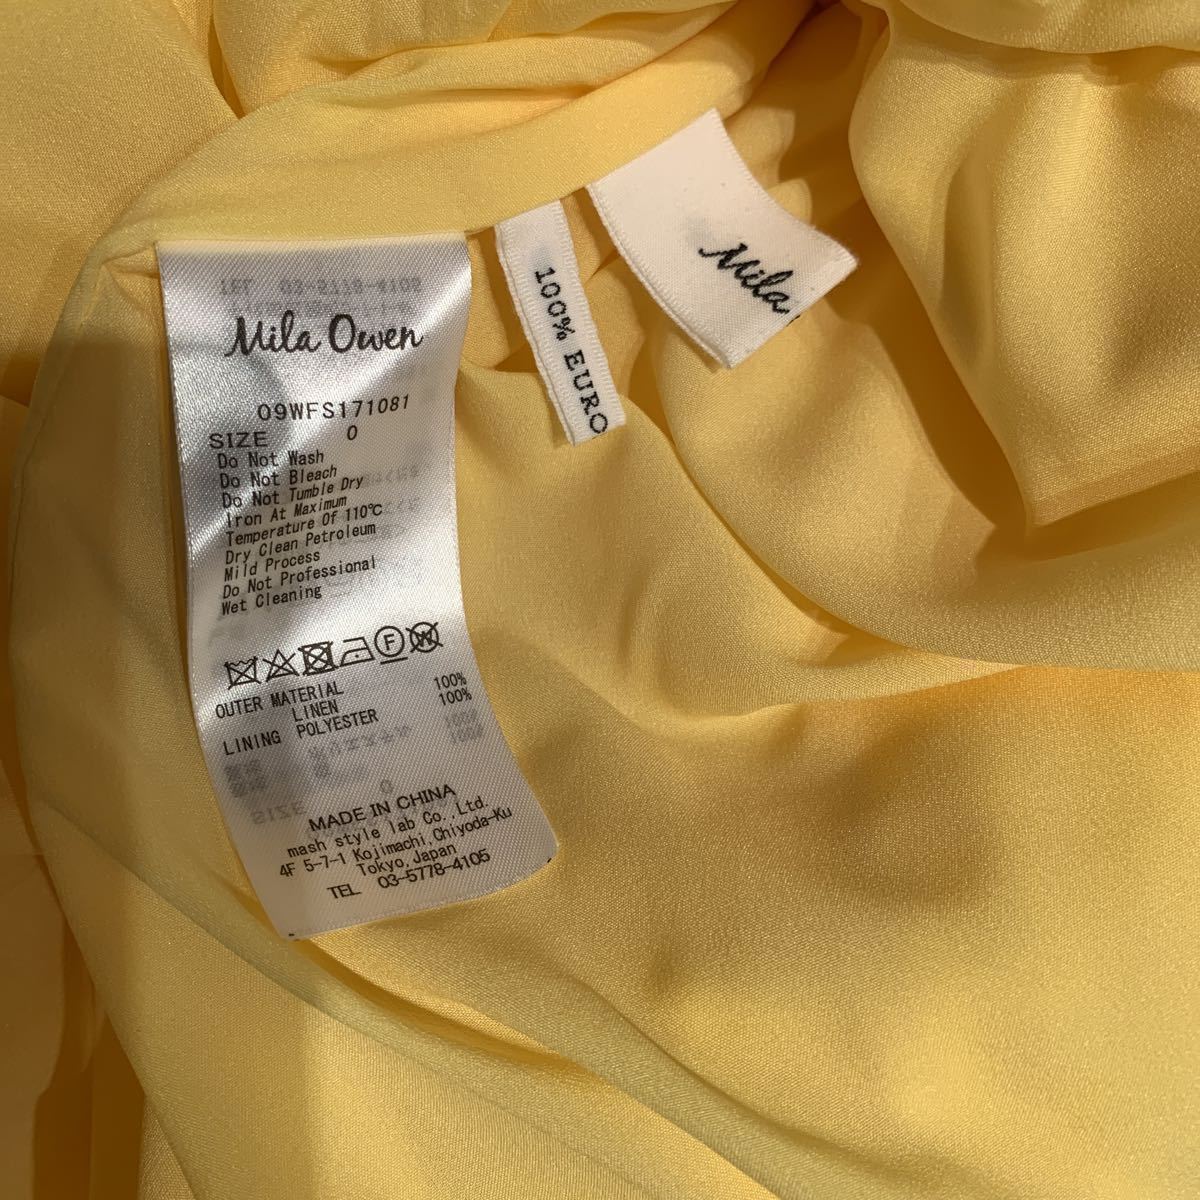 Mila Owen
09WFS171081
SIZE 0
Do Not Wash
Do Not Bleach
Do Not Tumble Dry
Iron At Maximum
Temperature Of 110℃
Dry Clean Petroleum
Mild Process
Do Not Professional
Wet Cleaning
F W
OUTER MATERIAL 100%
LINEN 100%
LINING POLYESTER
MADE IN CHINA
mash style lab Co.,Ltd.
4F 5-7-1 Kojimachi,Chiyoda-Ku
Tokyo,Japan
TEL 03-5778-4105
100% EURO
Mila